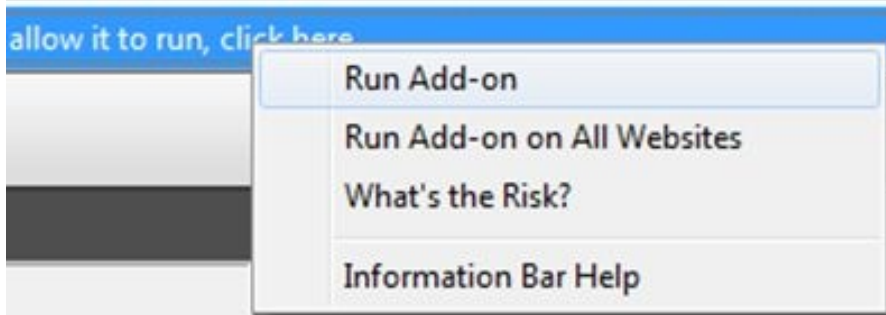 allow it to run, click here
Run Add-on
Run Add-on on All Websites
What's the Risk?
Information Bar Help